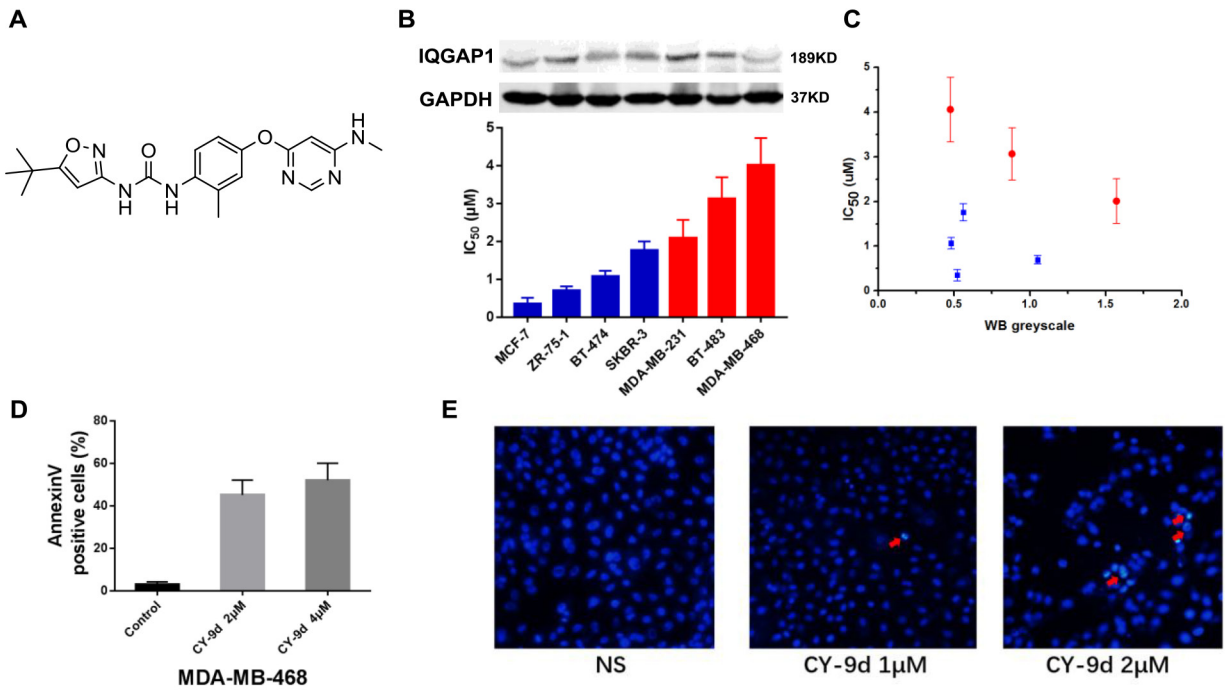 A
B
C
IQGAP1
189KD
GAPDH
37KD
H
N
O
N
O
O
N
N
N
H
N
H
5
4
3
2
1
0
IC50 (µM)
MCF-7
ZR-75-1
BT-474
SKBR-3
MDA-MB-231
BT-483
MDA-MB-468
5
4
3
2
1
0
IC50 (uM)
0.0
0.5
1.0
1.5
2.0
WB greyscale
D
E
80
60
40
20
0
AnnexinV
positive cells (%)
Control
CY-9d 2µM
CY-9d 4µM
MDA-MB-468
NS
CY-9d 1µM
CY-9d 2µM